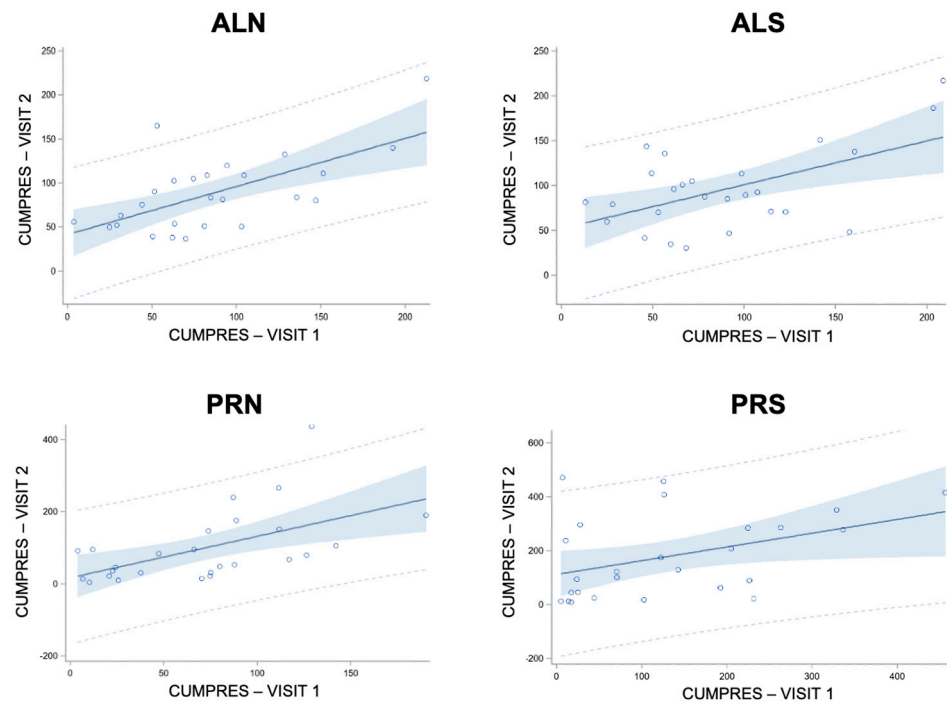 ALN
250
200
150
100
50
0
CUMPRES – VISIT 2
0 50 100 150 200
CUMPRES – VISIT 1
ALS
250
200
150
100
50
0
CUMPRES – VISIT 2
0 50 100 150 200
CUMPRES – VISIT 1
PRN
400
200
0
-200
CUMPRES – VISIT 2
0 50 100 150
CUMPRES – VISIT 1
PRS
600
400
200
0
-200
CUMPRES – VISIT 2
0 100 200 300 400
CUMPRES – VISIT 1